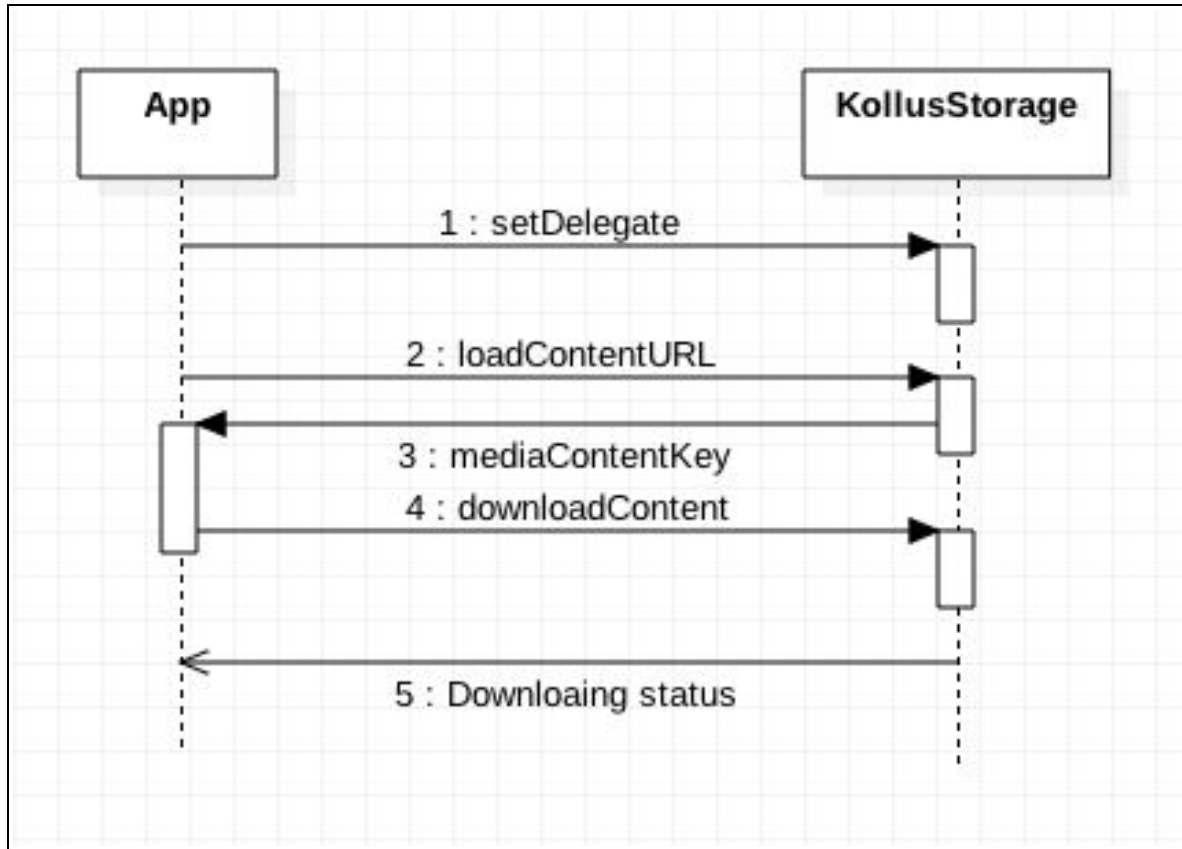 App
KollusStorage
1 : setDelegate
2 : loadContentURL
3 : mediaContentKey
4 : downloadContent
5 : Downloaing status